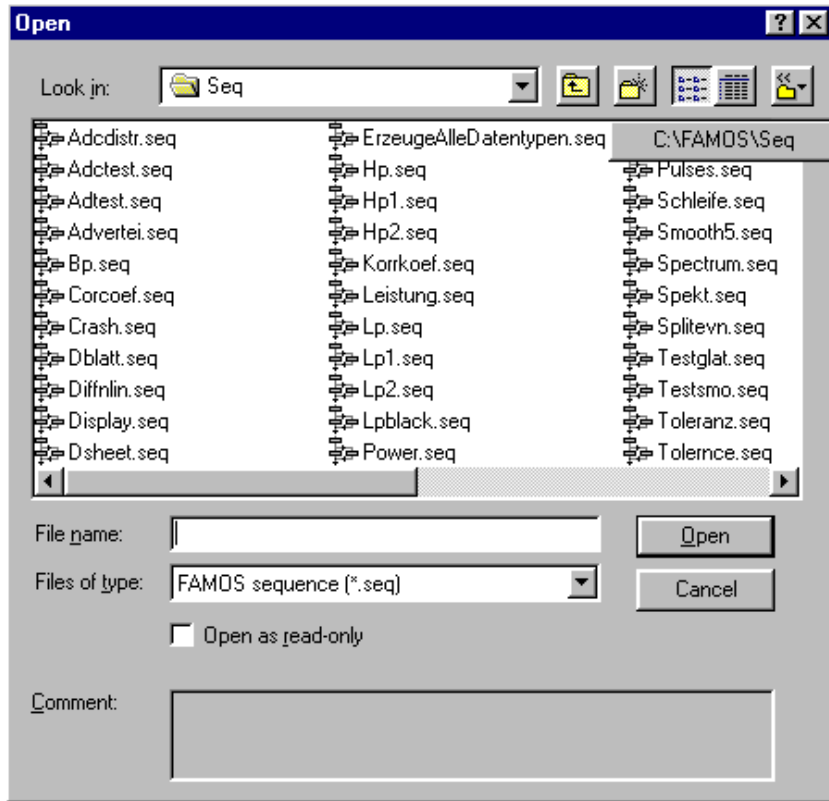 Open
Look in: Seq
Adcdistr.seq ErzeugeAlleDatentypen.seq C:\FAMOS\Seq
Adctest.seq Hp.seq Pulses.seq
Adtest.seq Hp1.seq Schleife.seq
Advertei.seq Hp2.seq Smooth5.seq
Bp.seq Korrkoef.seq Spectrum.seq
Corcoef.seq Leistung.seq Spekt.seq
Crash.seq Lp.seq Splitevn.seq
Dblatt.seq Lp1.seq Testglat.seq
Diffnlin.seq Lp2.seq Testsmo.seq
Display.seq Lpblack.seq Toleranz.seq
Dsheet.seq Power.seq Tolernce.seq
File name: Open
Files of type: FAMOS sequence (*.seq) Cancel
Open as read-only
Comment: